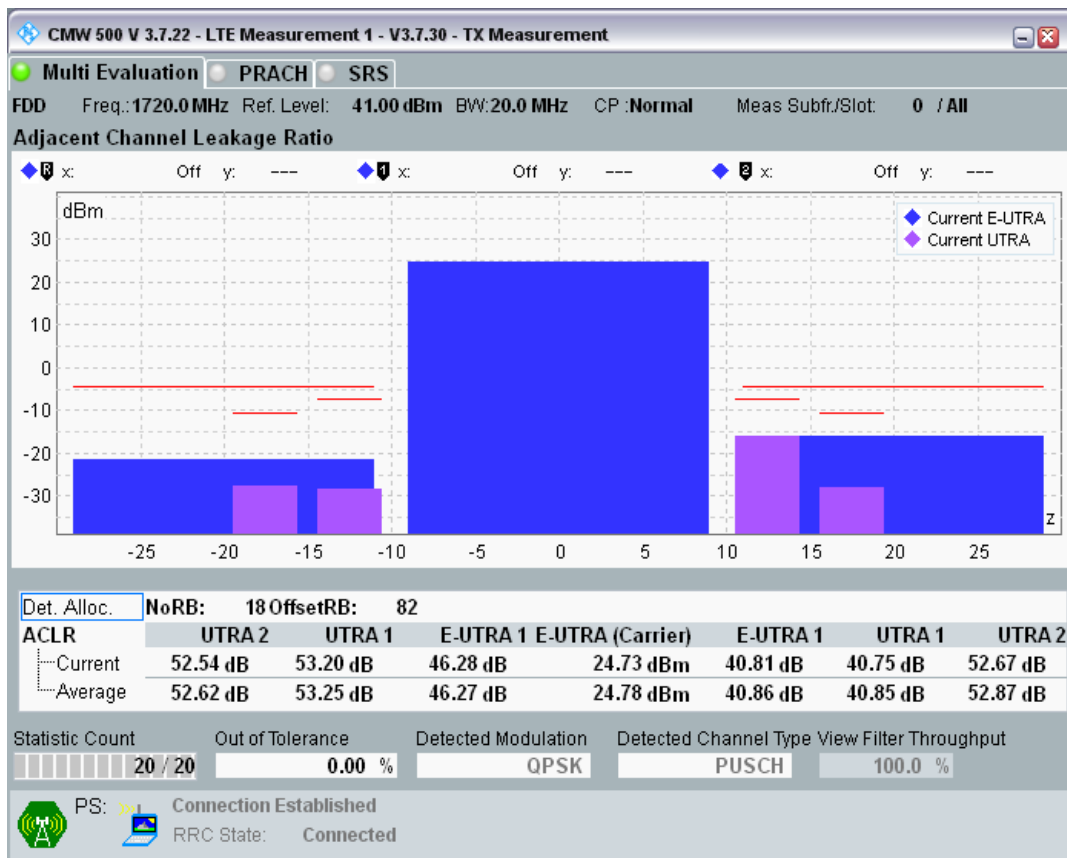 CMW 500 V 3.7.22 - LTE Measurement 1 - V3.7.30 - TX Measurement
Multi Evaluation PRACH SRS
FDD Freq.:1720.0 MHz Ref. Level: 41.00 dBm BW:20.0 MHz CP :Normal Meas Subfr./Slot: 0 / All
Adjacent Channel Leakage Ratio
R x: Off y: --- 1 x: Off y: --- 2 x: Off y: ---
dBm
Current E-UTRA
Current UTRA
30
20
10
0
-10
-20
-30
z
-25 -20 -15 -10 -5 0 5 10 15 20 25
Det. Alloc. NoRB: 18 OffsetRB: 82
ACLR UTRA 2 UTRA 1 E-UTRA 1 E-UTRA (Carrier) E-UTRA 1 UTRA 1 UTRA 2
Current 52.54 dB 53.20 dB 46.28 dB 24.73 dBm 40.81 dB 40.75 dB 52.67 dB
Average 52.62 dB 53.25 dB 46.27 dB 24.78 dBm 40.86 dB 40.85 dB 52.87 dB
Statistic Count Out of Tolerance Detected Modulation Detected Channel Type View Filter Throughput
20 / 20 0.00 % QPSK PUSCH 100.0 %
PS: Connection Established
RRC State: Connected